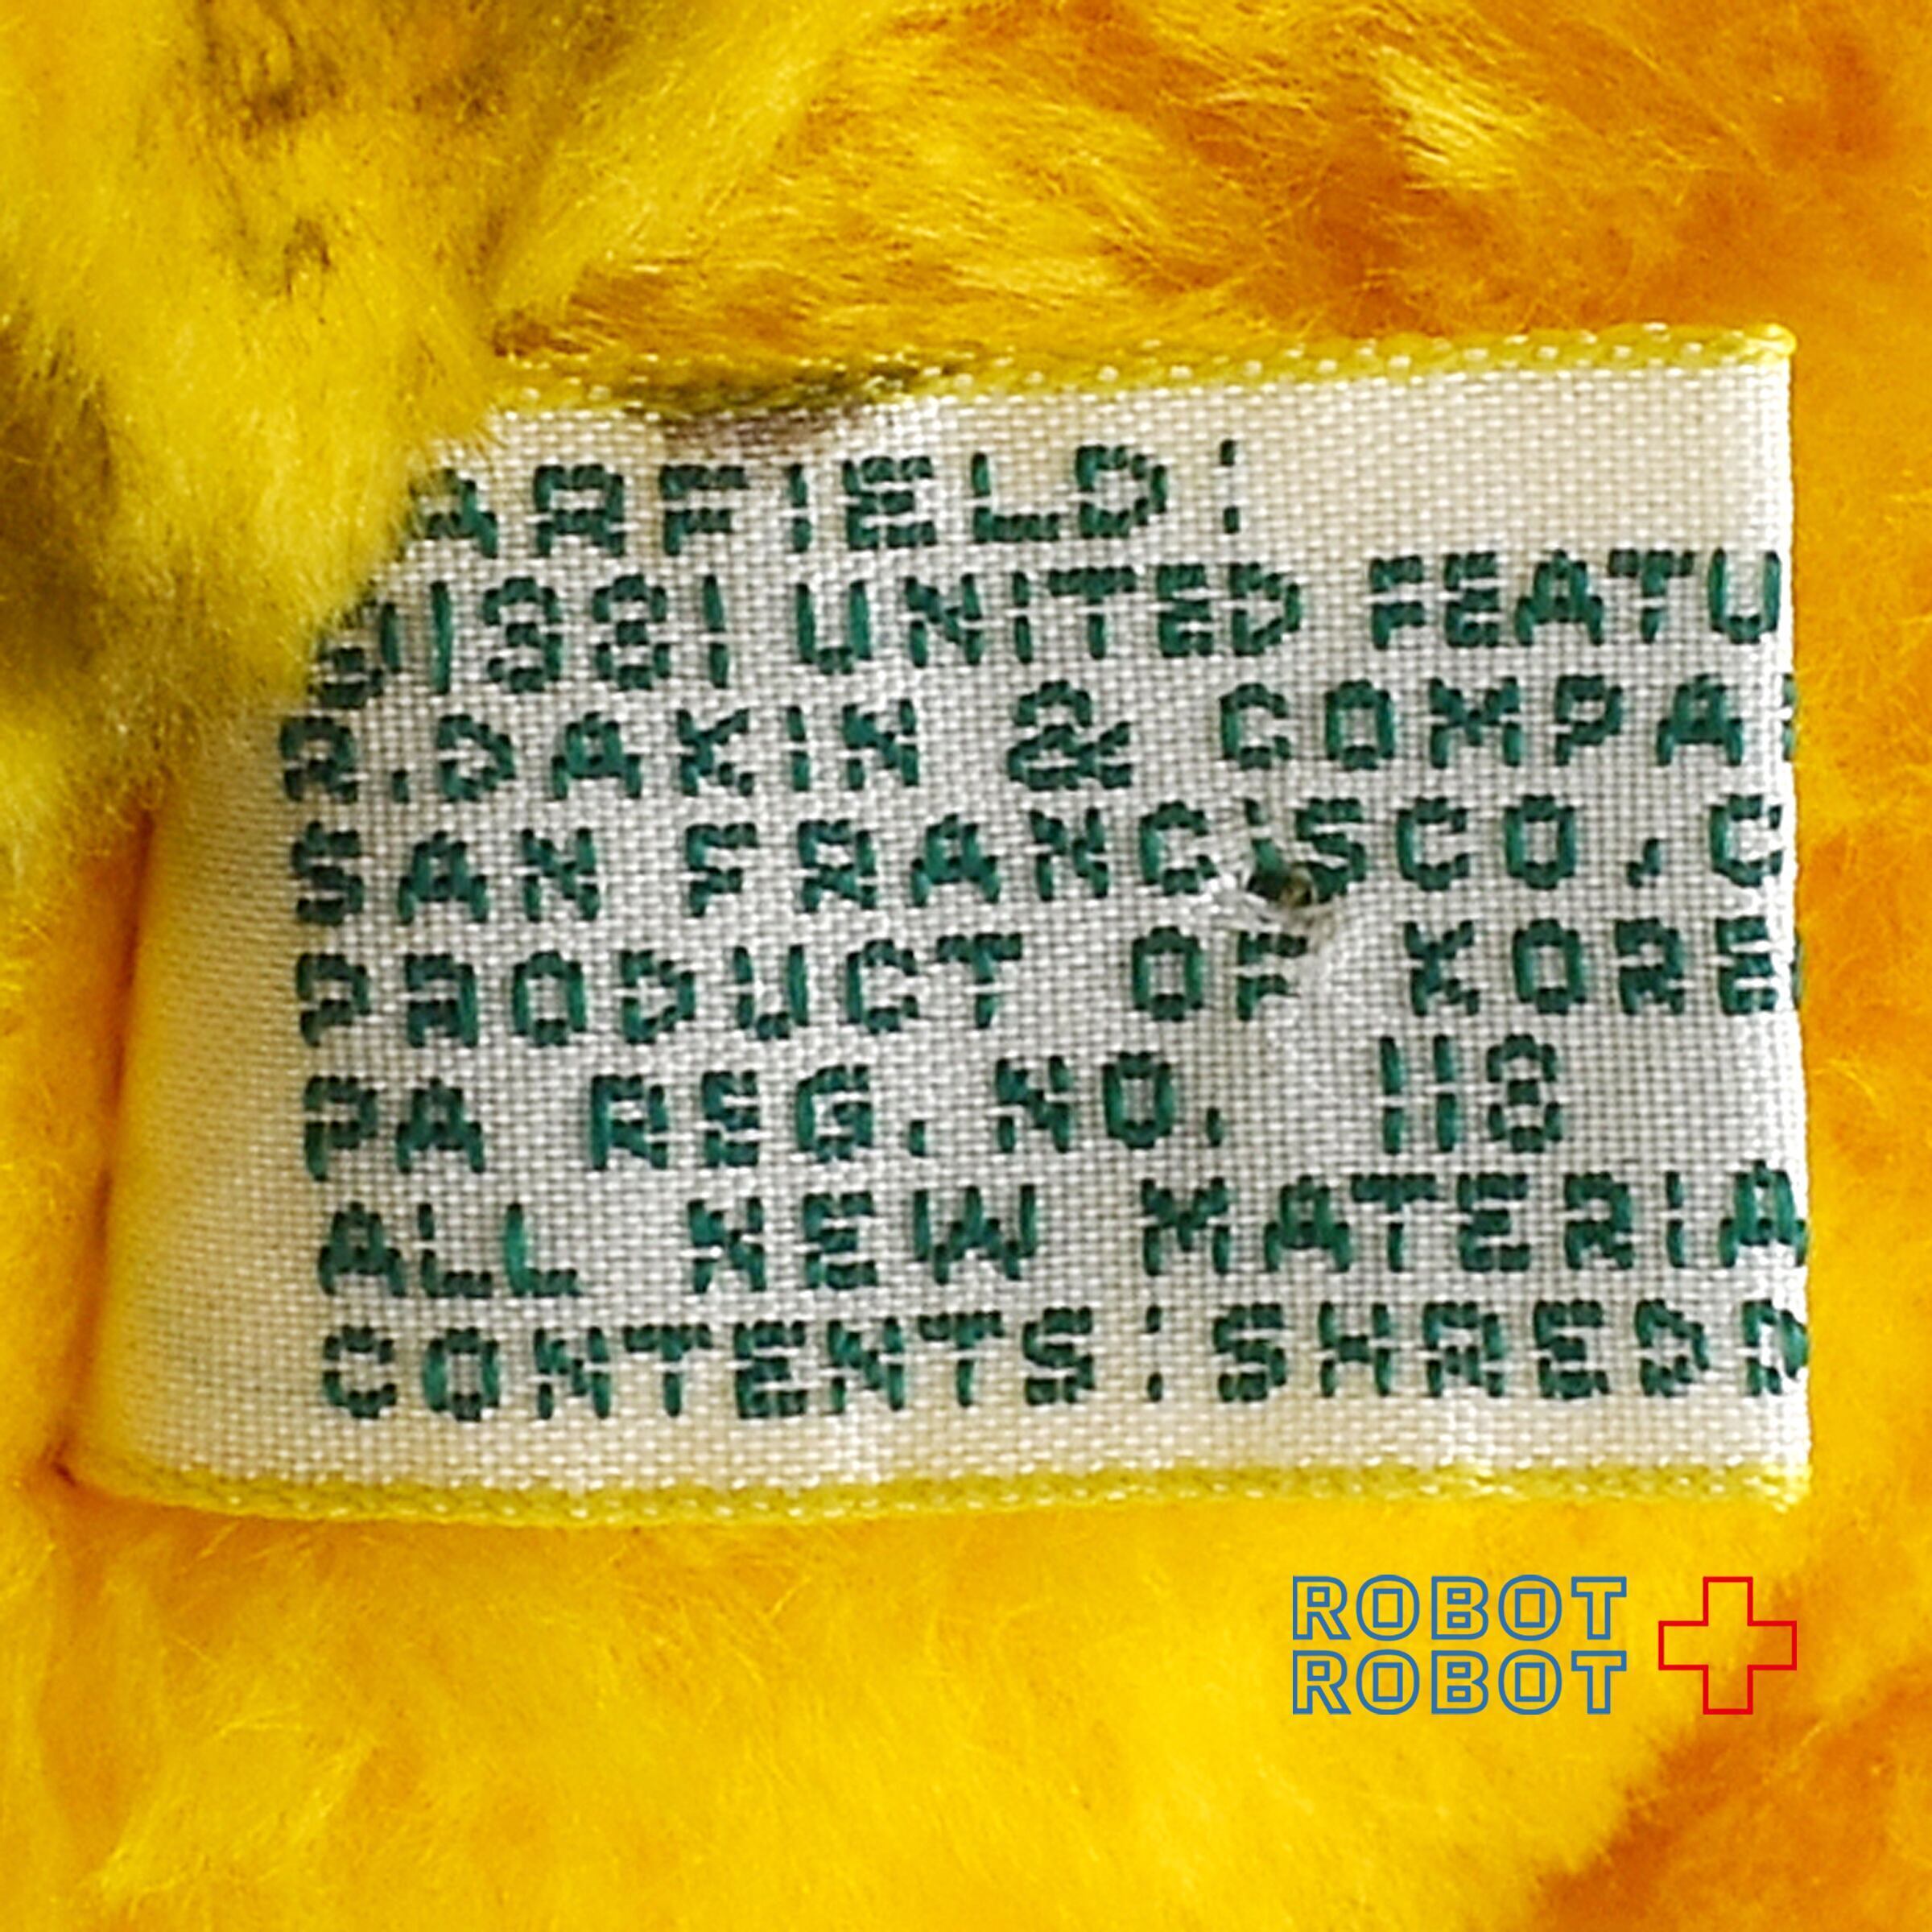 ARFIELD:
©1981 UNITED FEATU
R.DAKIN & COMPA
SAN FRANCISCO.C
PRODUCT OF KORE
PA REG. NO. 118
ALL NEW MATERIA
CONTENTS:SHREDD
ROBOT
ROBOT